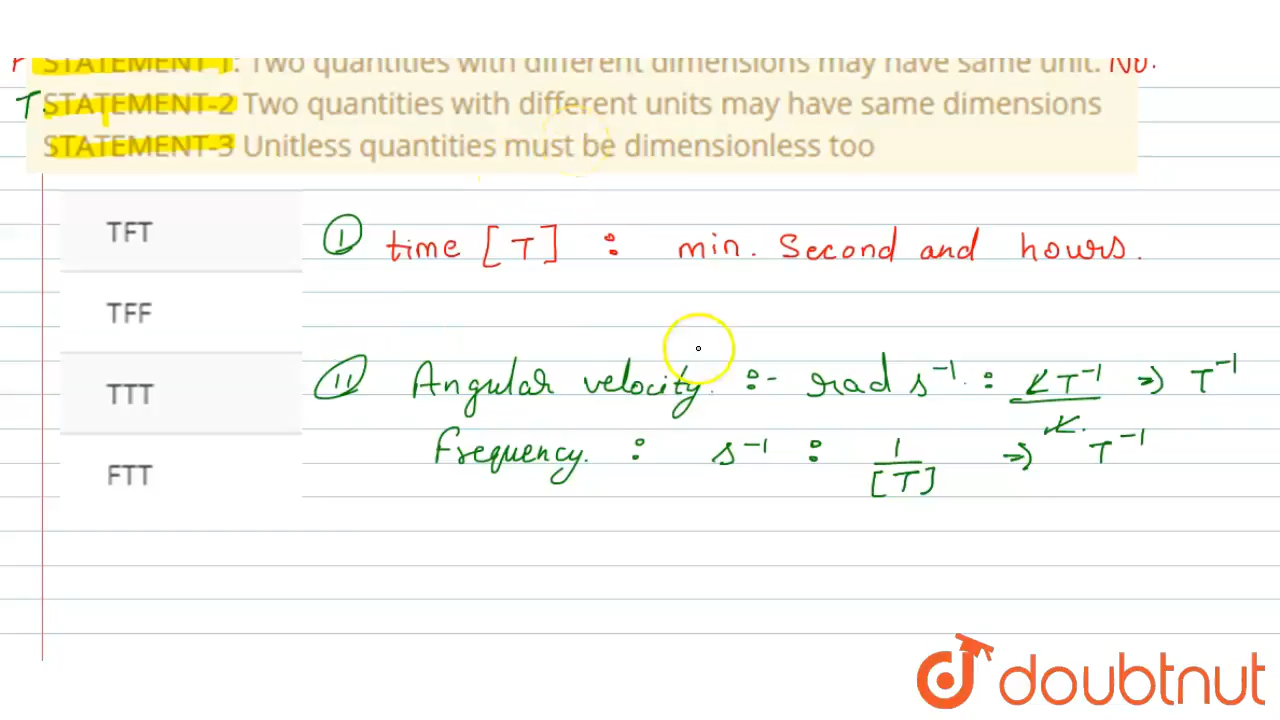 STATEMENT-1: Two quantities with different dimensions may have same unit. No.
T. STATEMENT-2 Two quantities with different units may have same dimensions
STATEMENT-3 Unitless quantities must be dimensionless too
TFT
I time [T] : min. Second and hours.
TFF
TTT
II Angular velocity :- rad s⁻¹ : LT⁻¹ / L ⇒ T⁻¹
Frequency. : s⁻¹ : 1/[T] ⇒ T⁻¹
FTT
doubtnut